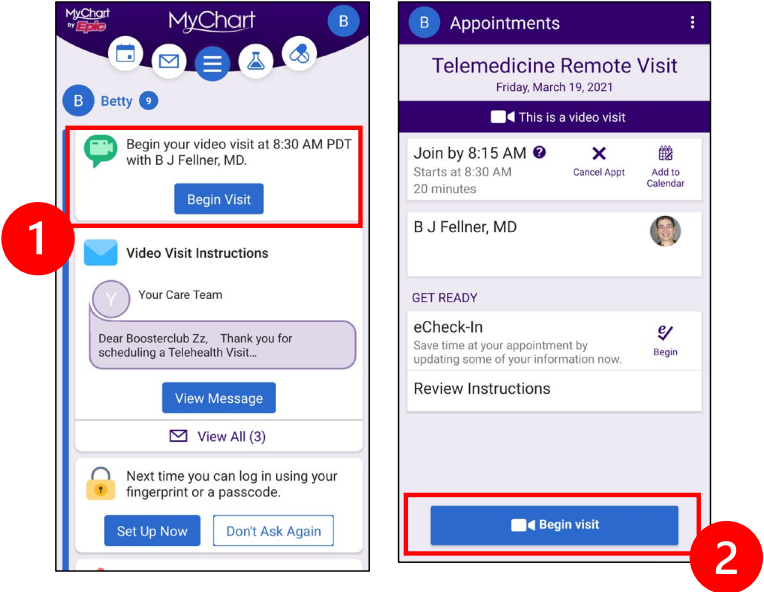 MyChart
by Epic
MyChart
B
B
Betty 9
Begin your video visit at 8:30 AM PDT
with B J Fellner, MD.
Begin Visit
1
Video Visit Instructions
Y
Your Care Team
Dear Boosterclub Zz, Thank you for
scheduling a Telehealth Visit...
View Message
View All (3)
Next time you can log in using your
fingerprint or a passcode.
Set Up Now
Don't Ask Again
B
Appointments
Telemedicine Remote Visit
Friday, March 19, 2021
This is a video visit
Join by 8:15 AM ?
Starts at 8:30 AM
20 minutes
Cancel Appt
Add to
Calendar
B J Fellner, MD
GET READY
eCheck-In
Save time at your appointment by
updating some of your information now.
e
Begin
Review Instructions
Begin visit
2